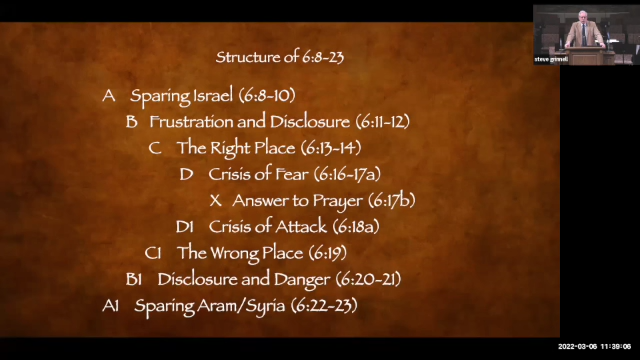 Structure of 6:8-23
A Sparing Israel (6:8-10)
B Frustration and Disclosure (6:11-12)
C The Right Place (6:13-14)
D Crisis of Fear (6:16-17a)
X Answer to Prayer (6:17b)
D1 Crisis of Attack (6:18a)
C1 The Wrong Place (6:19)
B1 Disclosure and Danger (6:20-21)
A1 Sparing Aram/Syria (6:22-23)
steve grinnell
2022-03-06 11:39:06